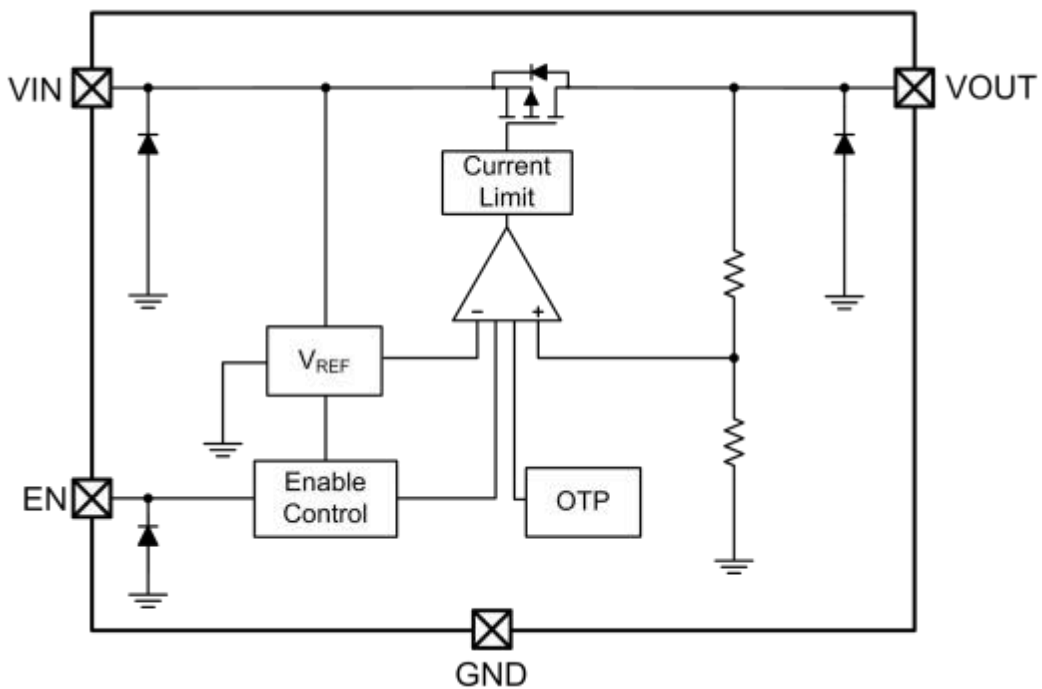 VIN
VOUT
Current
Limit
-
+
VREF
EN
Enable
Control
OTP
GND